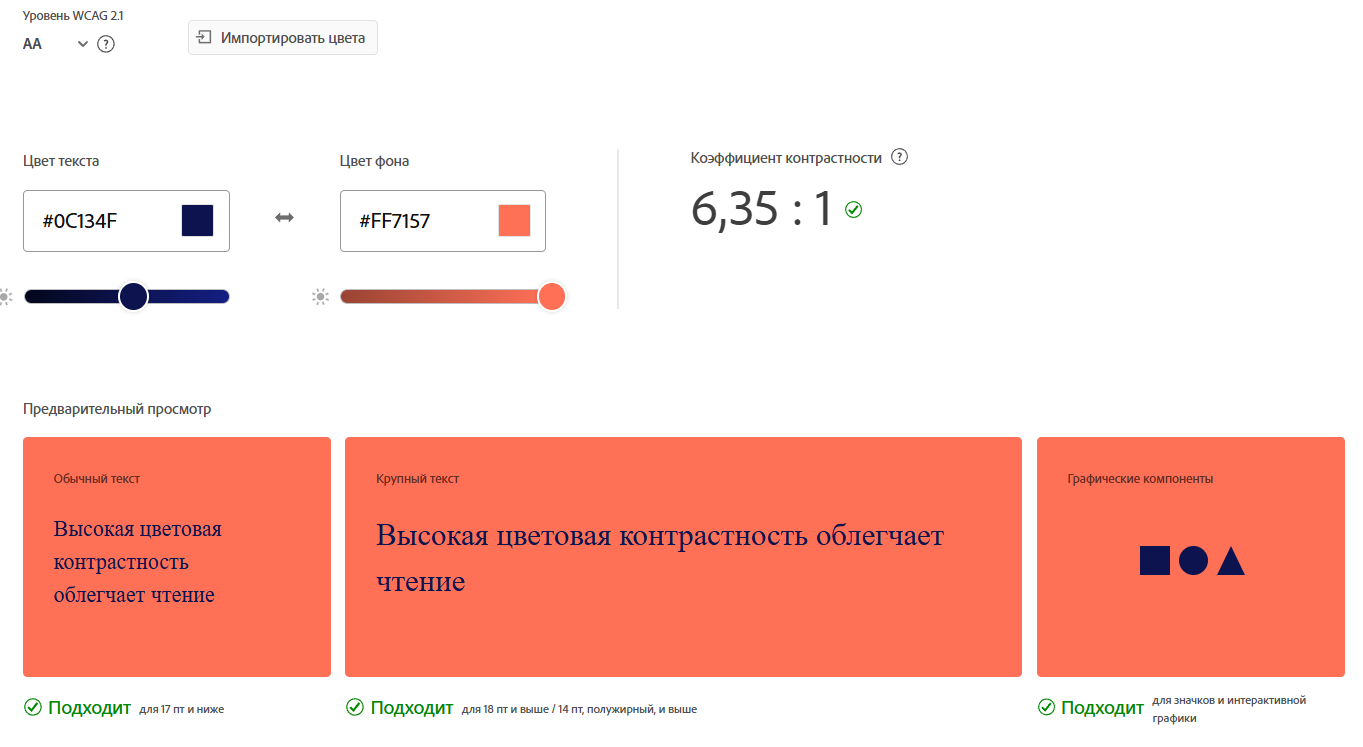 Уровень WCAG 2.1
AA
Импортировать цвета
Цвет текста
Цвет фона
Коэффициент контрастности
#0C134F
#FF7157
6,35 : 1
Предварительный просмотр
Обычный текст
Высокая цветовая
контрастность
облегчает чтение
Крупный текст
Высокая цветовая контрастность облегчает
чтение
Графические компоненты
Подходит для 17 пт и ниже
Подходит для 18 пт и выше / 14 пт, полужирный, и выше
Подходит для значков и интерактивной
графики